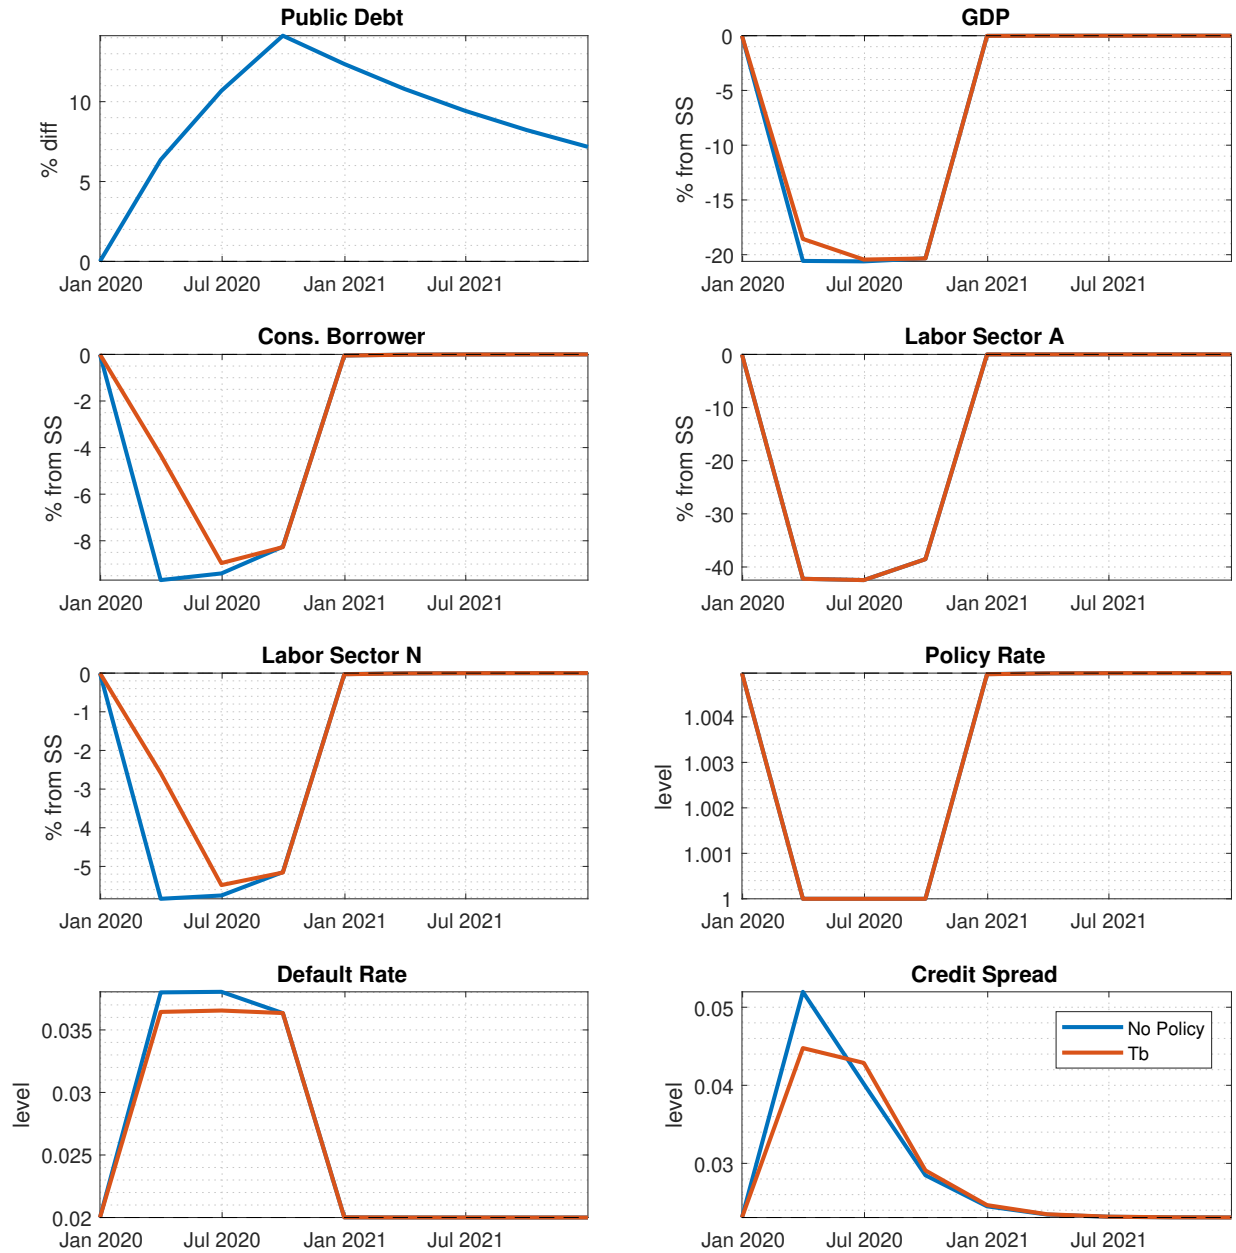 Public Debt
% diff
10
5
0
Jan 2020 Jul 2020 Jan 2021 Jul 2021
GDP
% from SS
0
-5
-10
-15
-20
Jan 2020 Jul 2020 Jan 2021 Jul 2021
Cons. Borrower
% from SS
0
-2
-4
-6
-8
Jan 2020 Jul 2020 Jan 2021 Jul 2021
Labor Sector A
% from SS
0
-10
-20
-30
-40
Jan 2020 Jul 2020 Jan 2021 Jul 2021
Labor Sector N
% from SS
0
-1
-2
-3
-4
-5
Jan 2020 Jul 2020 Jan 2021 Jul 2021
Policy Rate
level
1.004
1.003
1.002
1.001
1
Jan 2020 Jul 2020 Jan 2021 Jul 2021
Default Rate
level
0.035
0.03
0.025
0.02
Jan 2020 Jul 2020 Jan 2021 Jul 2021
Credit Spread
level
0.05
0.04
0.03
No Policy
Tb
Jan 2020 Jul 2020 Jan 2021 Jul 2021